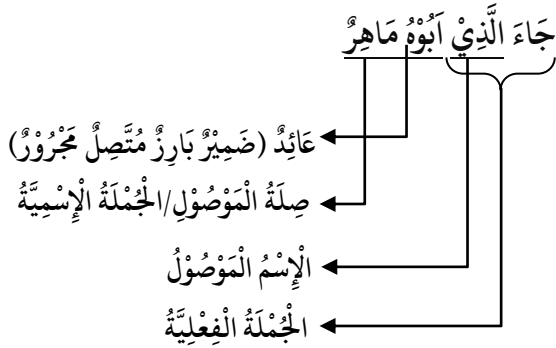 جَاءَ الَّذِيْ اَبُوْهُ مَاهِرٌ
عَائِدٌ (ضَمِيْرٌ بَارِزٌ مُتَّصِلٌ مَجْرُوْرٌ)
صِلَةُ الْمَوْصُوْلِ/الْجُمْلَةُ الْإِسْمِيَّةُ
الْإِسْمُ الْمَوْصُوْلُ
الْجُمْلَةُ الْفِعْلِيَّةُ